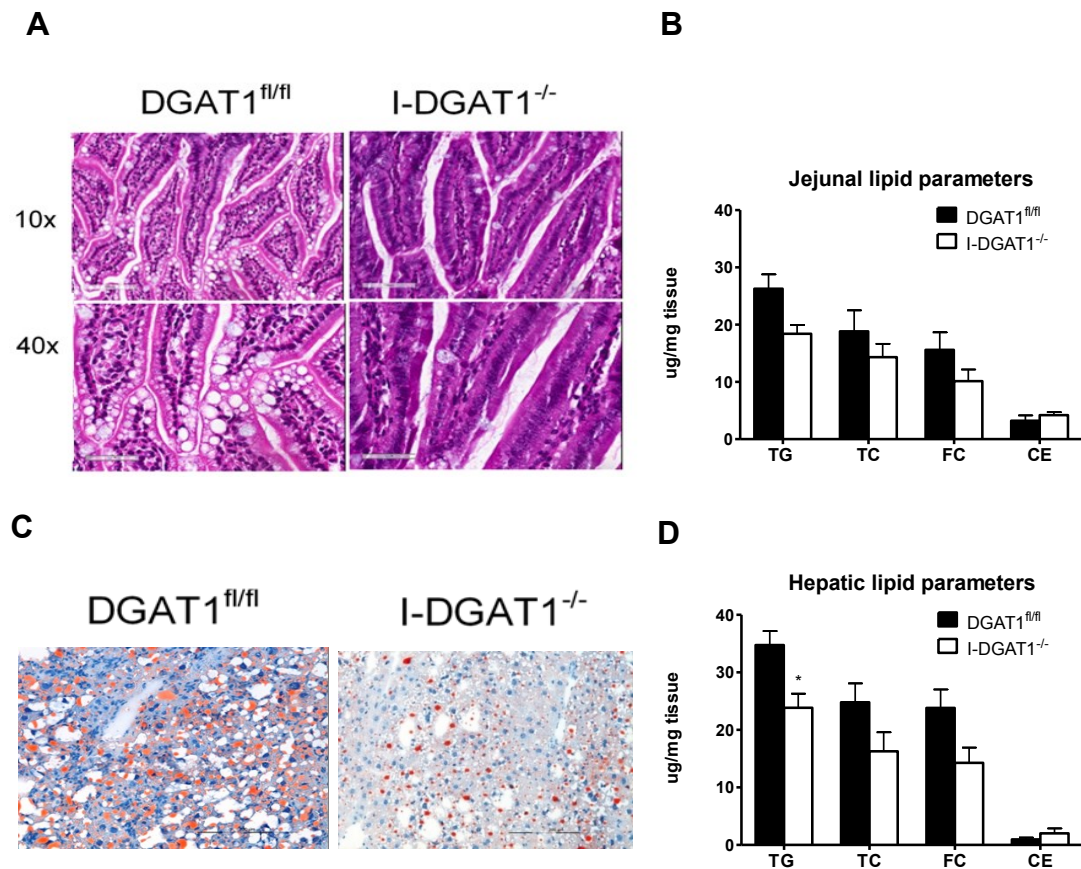 A
DGAT1fl/fl
I-DGAT1-/-
10x
40x
B
Jejunal lipid parameters
DGAT1fl/fl
I-DGAT1-/-
ug/mg tissue
40
30
20
10
0
TG TC FC CE
C
DGAT1fl/fl
I-DGAT1-/-
D
Hepatic lipid parameters
DGAT1fl/fl
I-DGAT1-/-
ug/mg tissue
40
30
20
10
0
*
TG TC FC CE